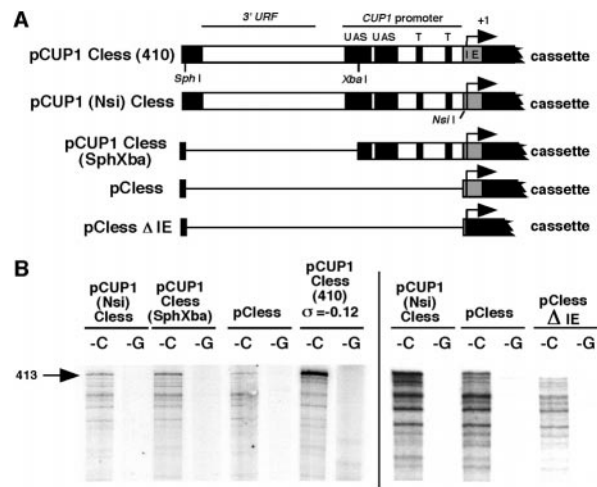 A
3' URF
CUP1 promoter
+1
UAS UAS T T
pCUP1 Cless (410)
I E
cassette
Sph I
Xba I
pCUP1 (Nsi) Cless
cassette
Nsi I
pCUP1 Cless
(SphXba)
cassette
pCless
cassette
pCless Δ IE
cassette
B
pCUP1
(Nsi)
Cless
pCUP1
Cless
(SphXba)
pCless
pCUP1
Cless
(410)
σ =-0.12
pCUP1
(Nsi)
Cless
pCless
pCless
Δ IE
-C -G -C -G -C -G -C -G -C -G -C -G -C -G
413